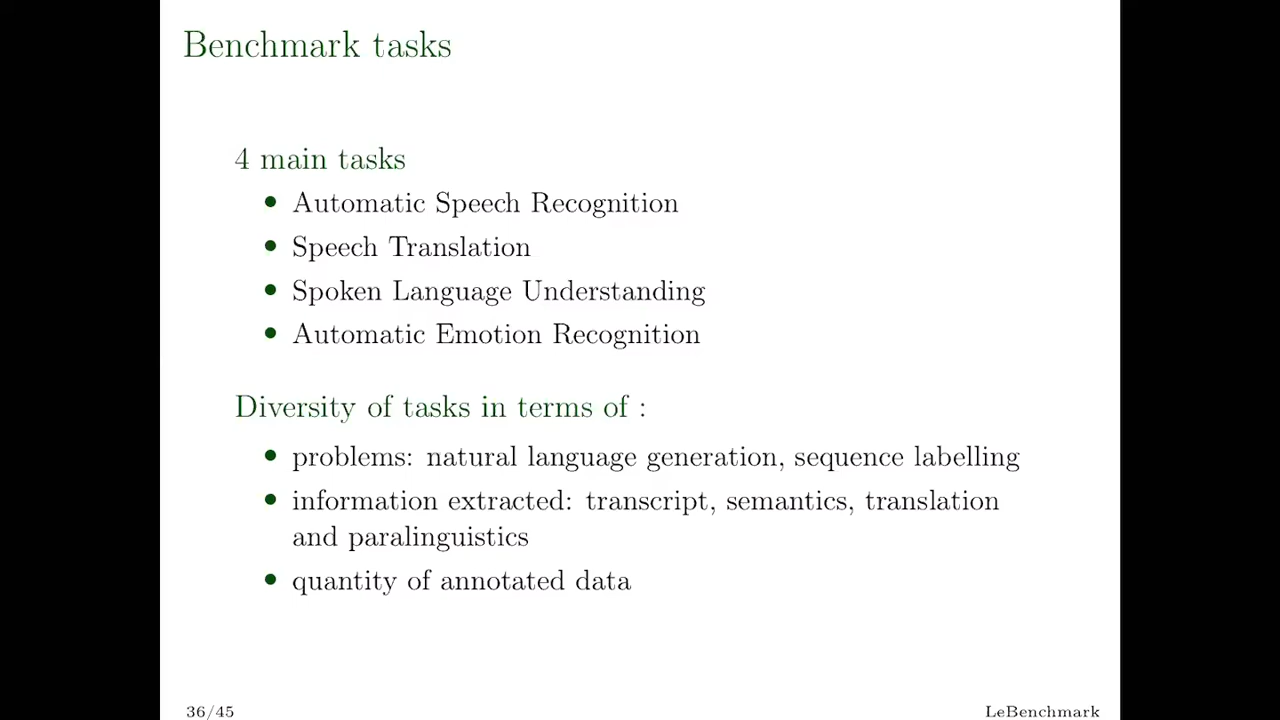 Benchmark tasks
4 main tasks
• Automatic Speech Recognition
• Speech Translation
• Spoken Language Understanding
• Automatic Emotion Recognition
Diversity of tasks in terms of :
• problems: natural language generation, sequence labelling
• information extracted: transcript, semantics, translation
and paralinguistics
• quantity of annotated data
36/45
LeBenchmark